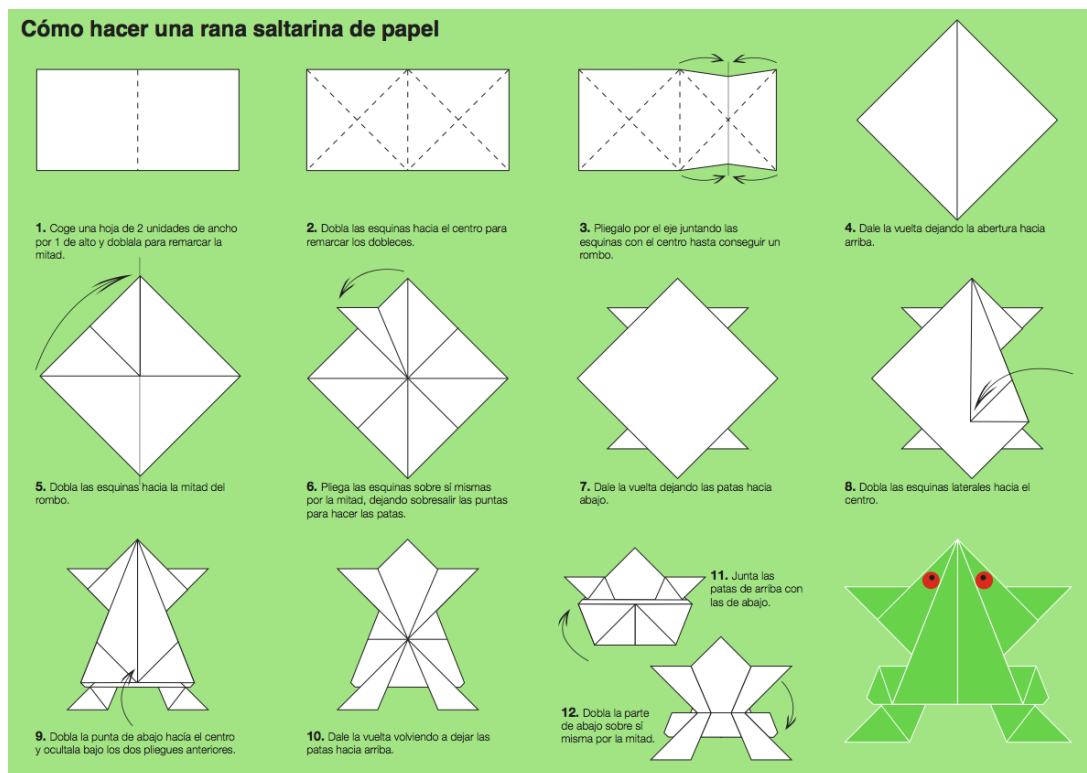 Cómo hacer una rana saltarina de papel
1. Coge una hoja de 2 unidades de ancho
por 1 de alto y doblala para remarcar la
mitad.
2. Dobla las esquinas hacia el centro para
remarcar los dobleces.
3. Pliegalo por el eje juntando las
esquinas con el centro hasta conseguir un
rombo.
4. Dale la vuelta dejando la abertura hacia
arriba.
5. Dobla las esquinas hacia la mitad del
rombo.
6. Pliega las esquinas sobre sí mismas
por la mitad, dejando sobresalir las puntas
para hacer las patas.
7. Dale la vuelta dejando las patas hacia
abajo.
8. Dobla las esquinas laterales hacia el
centro.
9. Dobla la punta de abajo hacía el centro
y ocultala bajo los dos pliegues anteriores.
10. Dale la vuelta volviendo a dejar las
patas hacia arriba.
11. Junta las
patas de arriba con
las de abajo.
12. Dobla la parte
de abajo sobre sí
misma por la mitad.